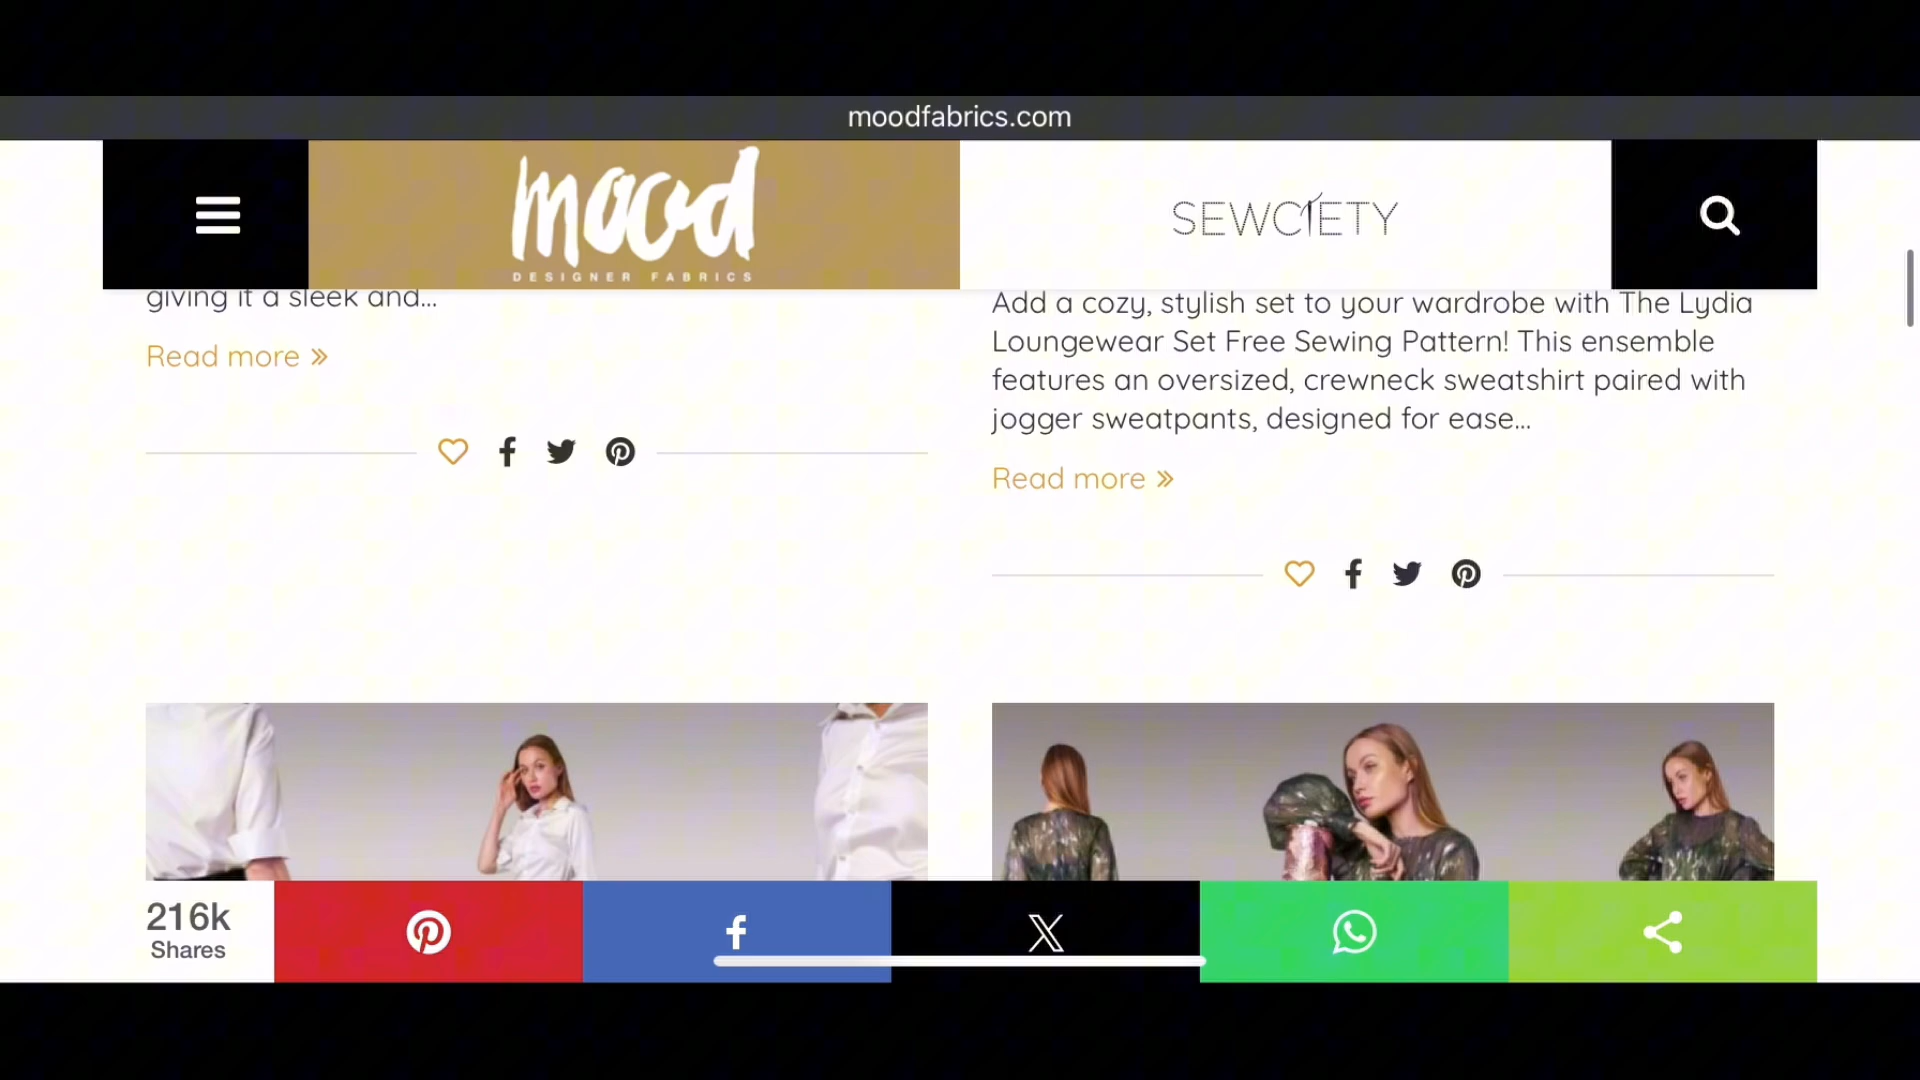 moodfabrics.com
mood
DESIGNER FABRICS
SEWCIETY
giving it a sleek and...
Read more »
Add a cozy, stylish set to your wardrobe with The Lydia
Loungewear Set Free Sewing Pattern! This ensemble
features an oversized, crewneck sweatshirt paired with
jogger sweatpants, designed for ease...
Read more »
216k
Shares